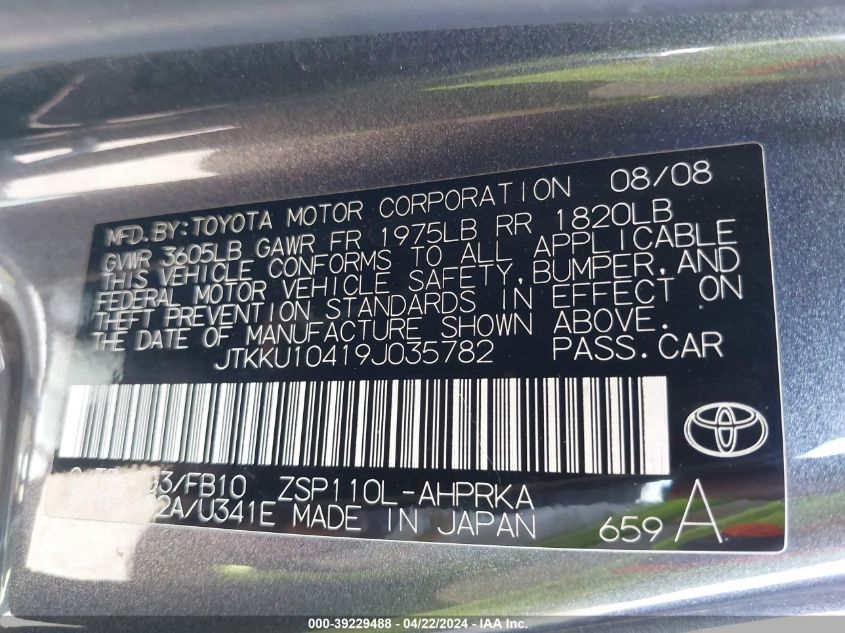 MFD.BY:TOYOTA MOTOR CORPORATION 08/08
GVWR 3605LB GAWR FR 1975LB RR 1820LB
THIS VEHICLE CONFORMS TO ALL APPLICABLE
FEDERAL MOTOR VEHICLE SAFETY,BUMPER,AND
THEFT PREVENTION STANDARDS IN EFFECT ON
THE DATE OF MANUFACTURE SHOWN ABOVE.
JTKKU10419J035782 PASS.CAR
/FB10 ZSP110L-AHPRKA
2A/U341E MADE IN JAPAN
659 A
000-39229488 - 04/22/2024 - IAA Inc.